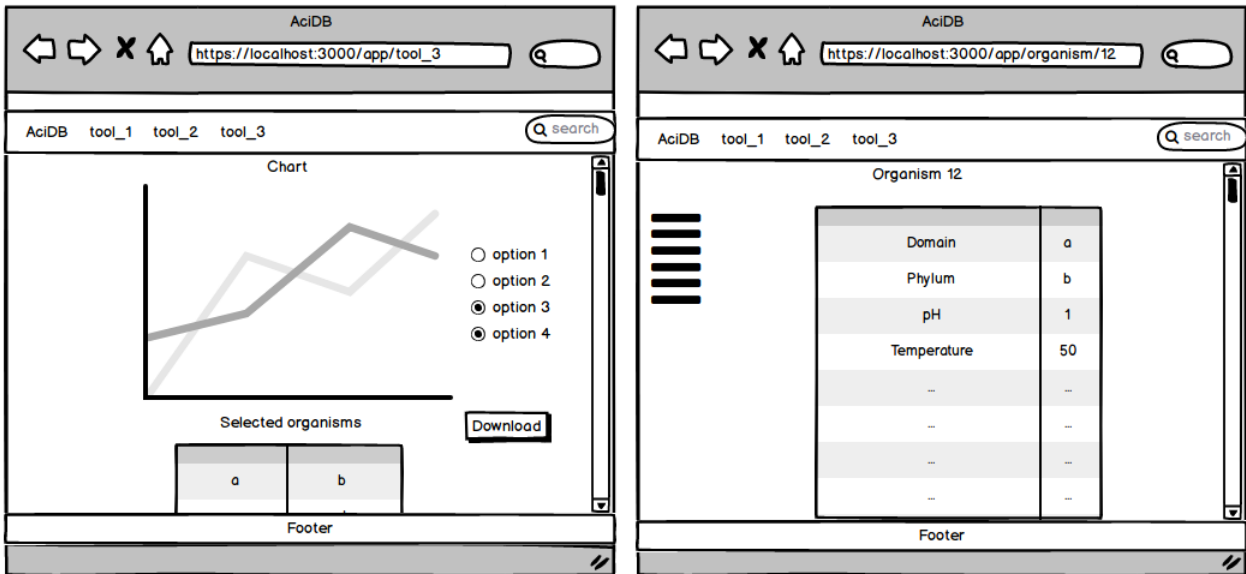 AciDB
https://localhost:3000/app/tool_3
AciDB tool_1 tool_2 tool_3 search
Chart
option 1
option 2
option 3
option 4
Selected organisms
Download
a b
Footer
AciDB
https://localhost:3000/app/organism/12
AciDB tool_1 tool_2 tool_3 search
Organism 12
Domain a
Phylum b
pH 1
Temperature 50
... ...
... ...
... ...
... ...
Footer